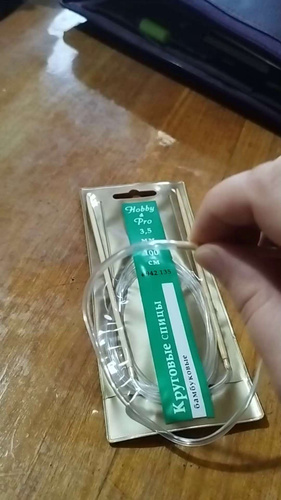 Hobby
&
Pro
3,5
мм
100
см
942135
Круговые спицы
бамбуковые